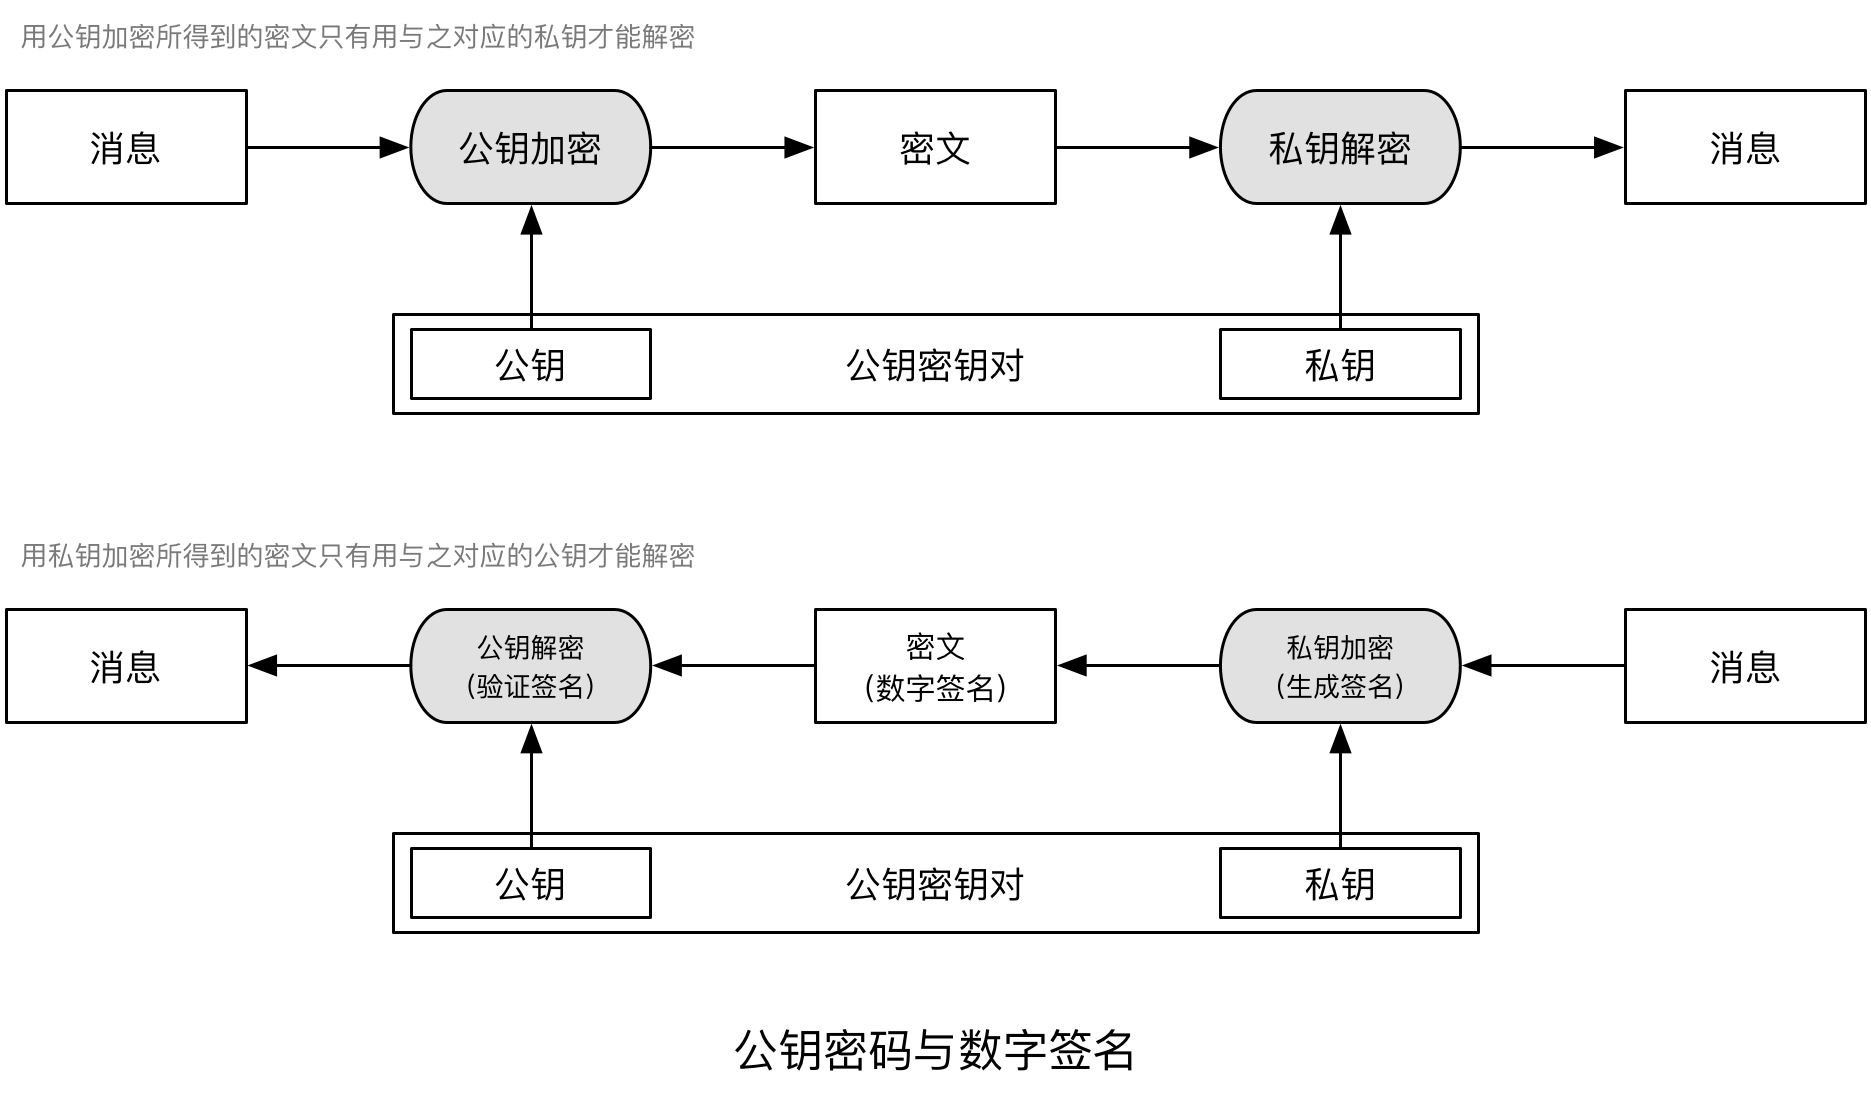 用公钥加密所得到的密文只有用与之对应的私钥才能解密
消息
公钥加密
密文
私钥解密
消息
公钥
公钥密钥对
私钥
用私钥加密所得到的密文只有用与之对应的公钥才能解密
消息
公钥解密
(验证签名)
密文
(数字签名)
私钥加密
(生成签名)
消息
公钥
公钥密钥对
私钥
公钥密码与数字签名